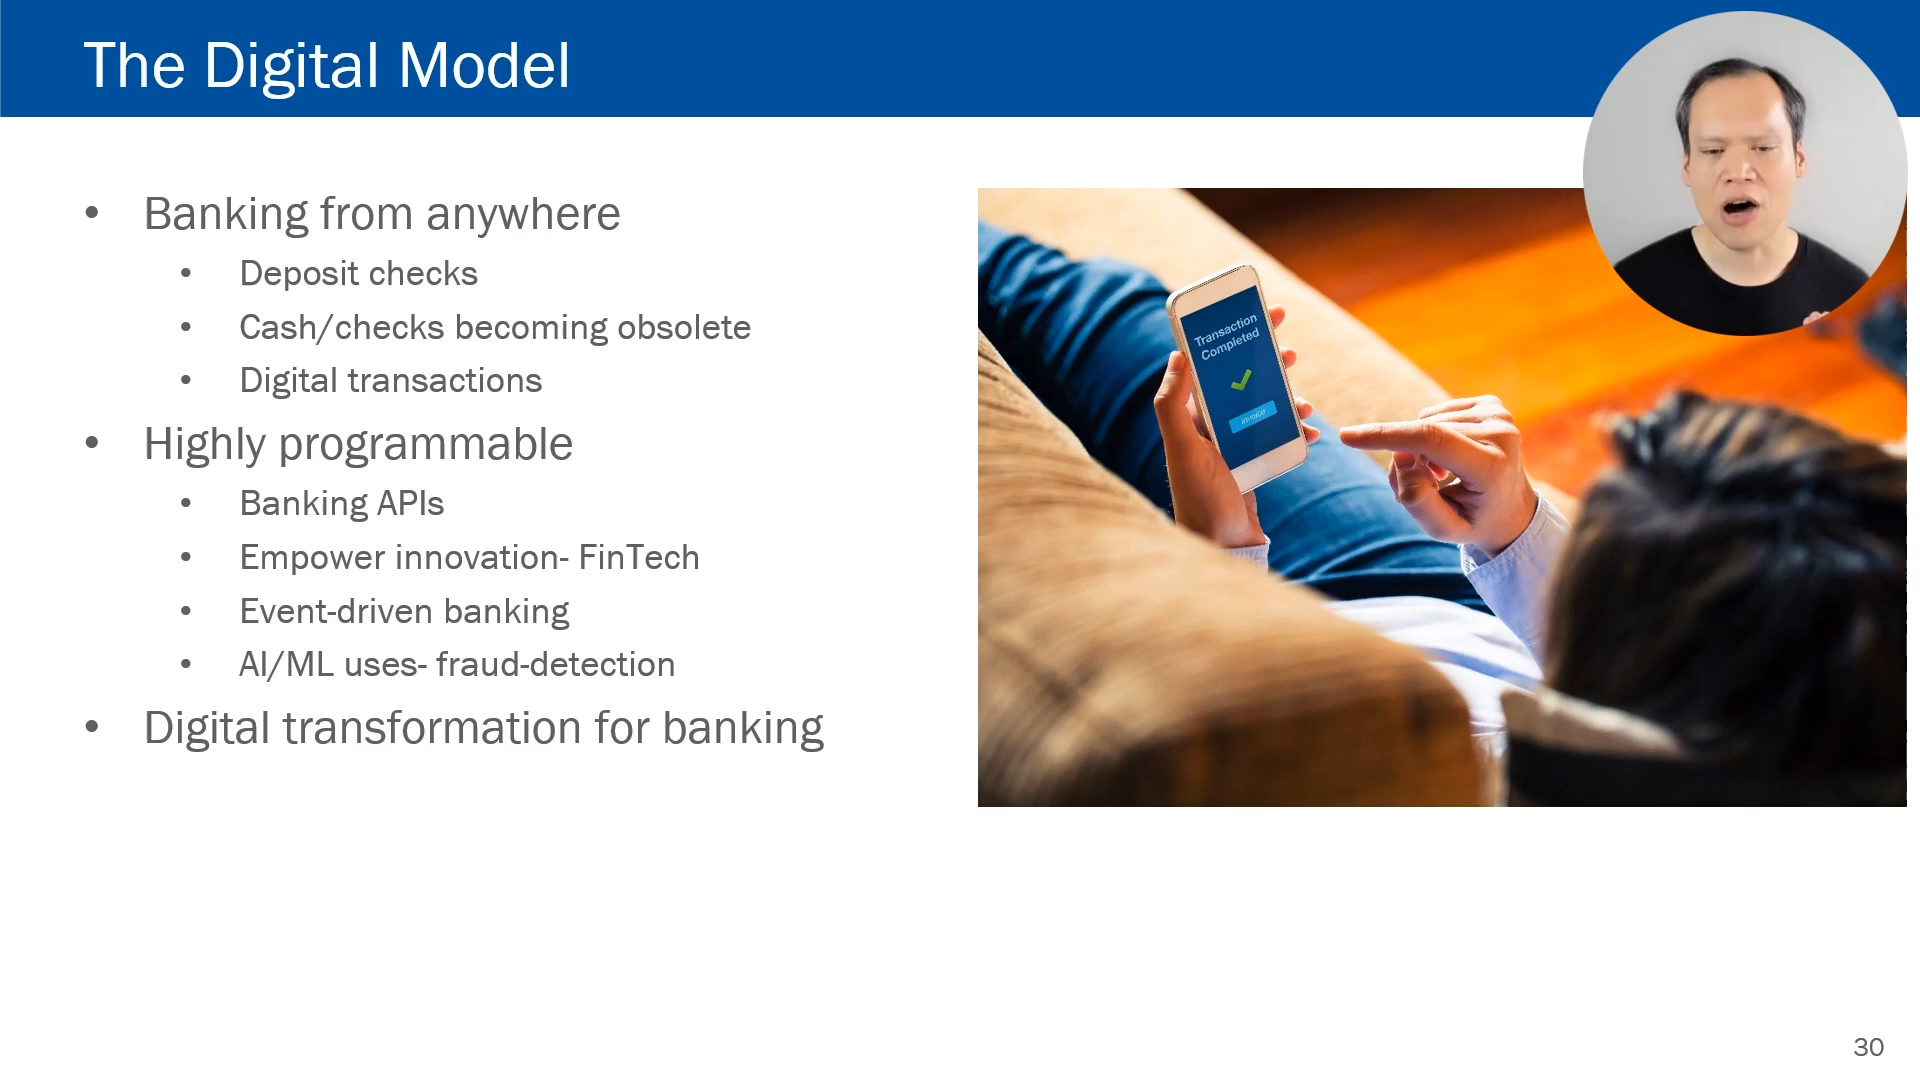 The Digital Model
• Banking from anywhere
• Deposit checks
• Cash/checks becoming obsolete
• Digital transactions
• Highly programmable
• Banking APIs
• Empower innovation- FinTech
• Event-driven banking
• AI/ML uses- fraud-detection
• Digital transformation for banking
Transaction
Completed
invoice
30